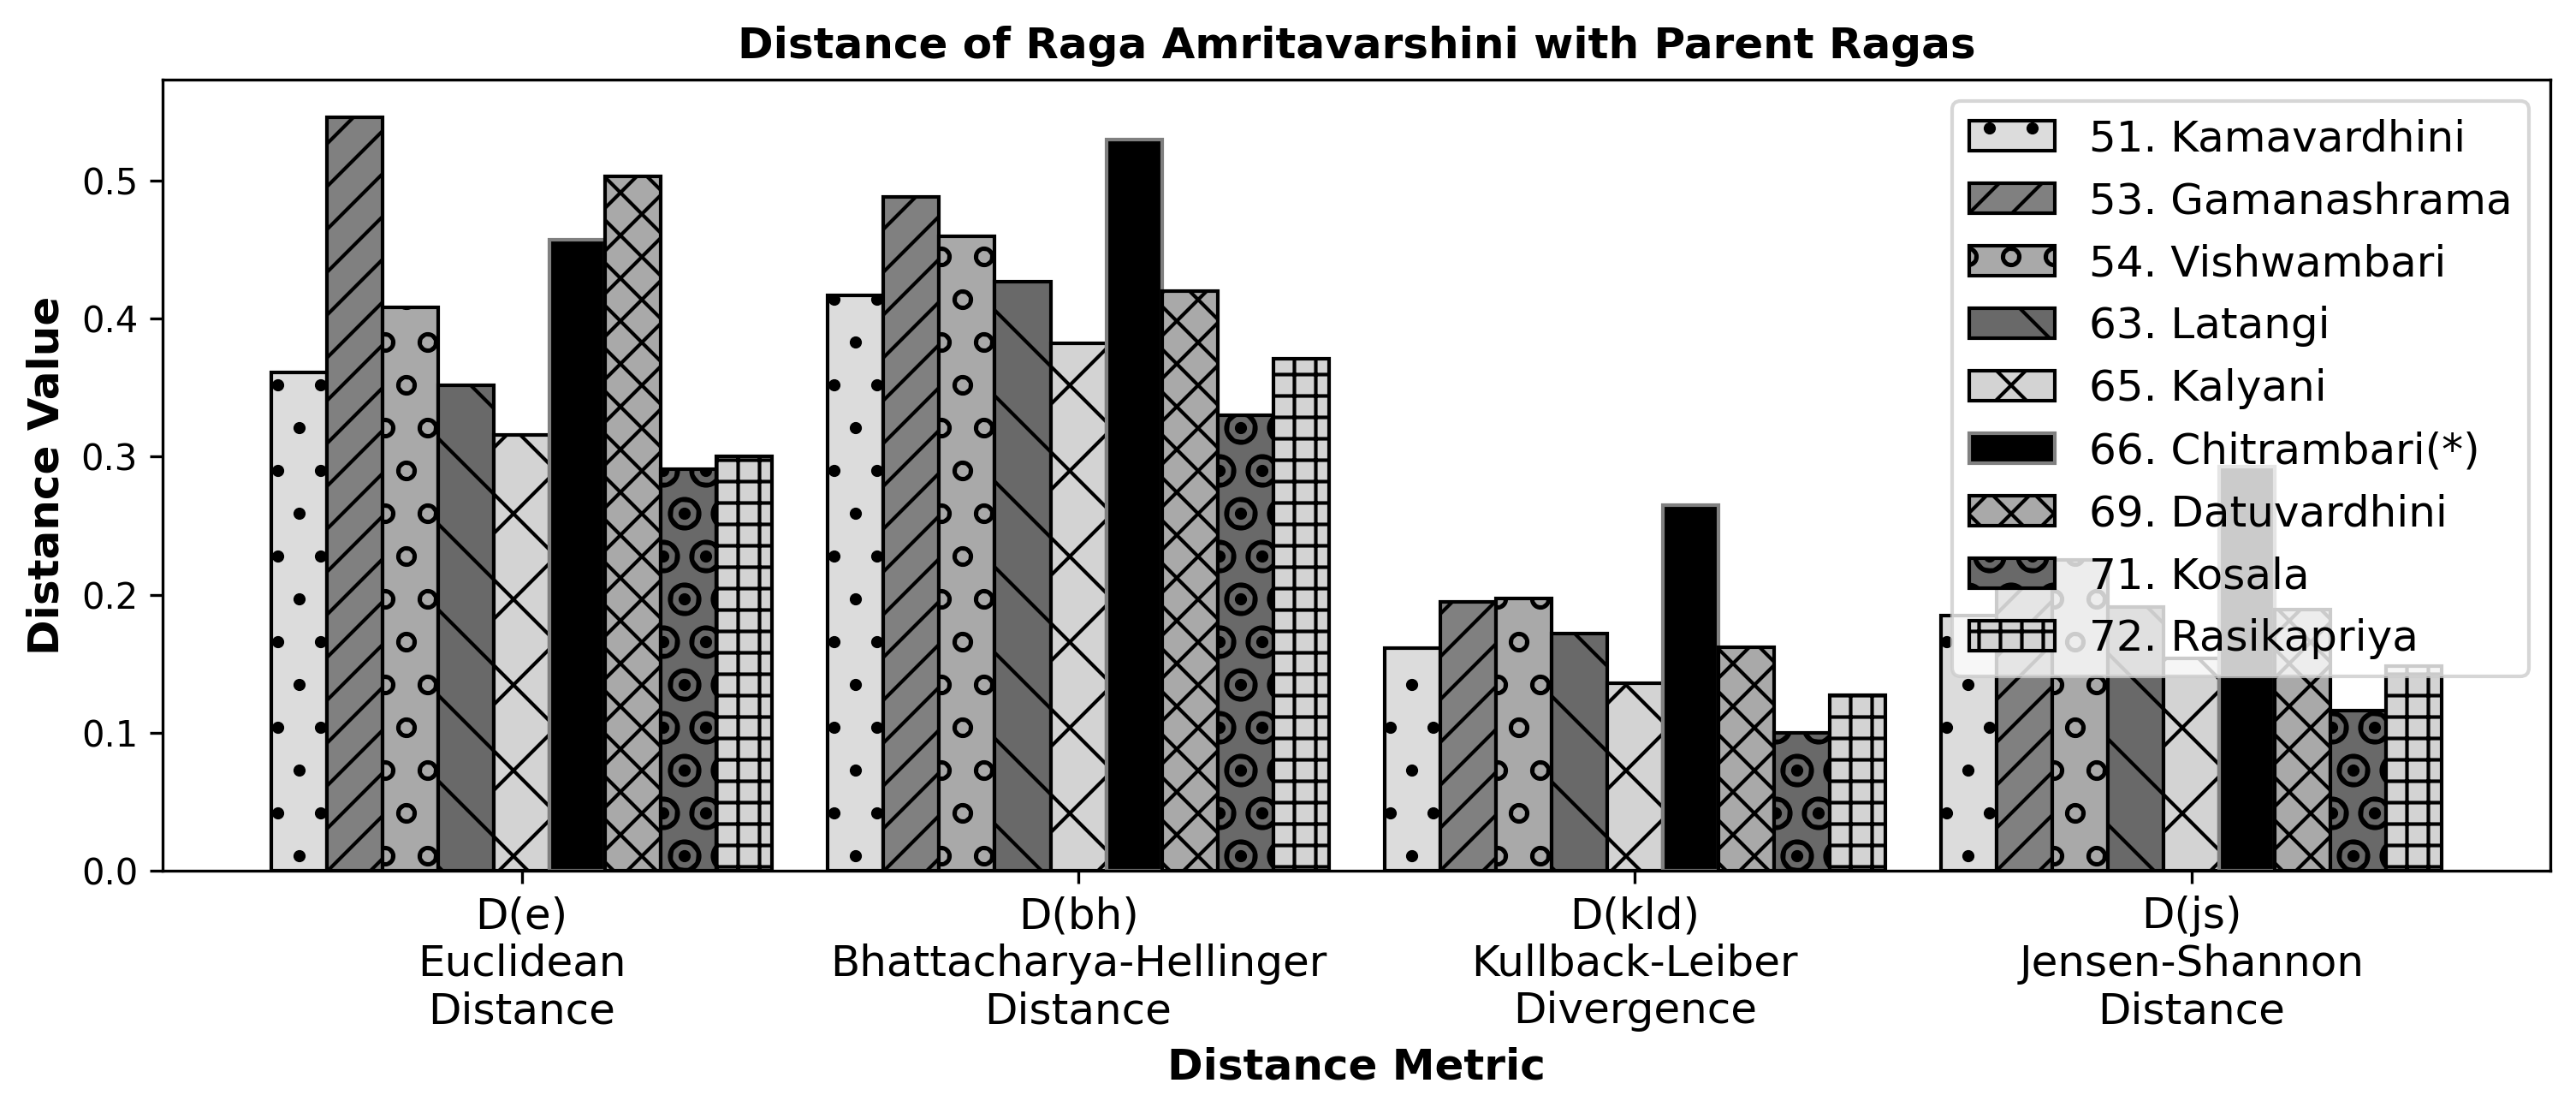 Distance of Raga Amritavarshini with Parent Ragas
Distance Value
0.5
0.4
0.3
0.2
0.1
0.0
51. Kamavardhini
53. Gamanashrama
54. Vishwambari
63. Latangi
65. Kalyani
66. Chitrambari(*)
69. Datuvardhini
71. Kosala
72. Rasikapriya
D(e)
Euclidean
Distance
D(bh)
Bhattacharya-Hellinger
Distance
D(kld)
Kullback-Leiber
Divergence
D(js)
Jensen-Shannon
Distance
Distance Metric